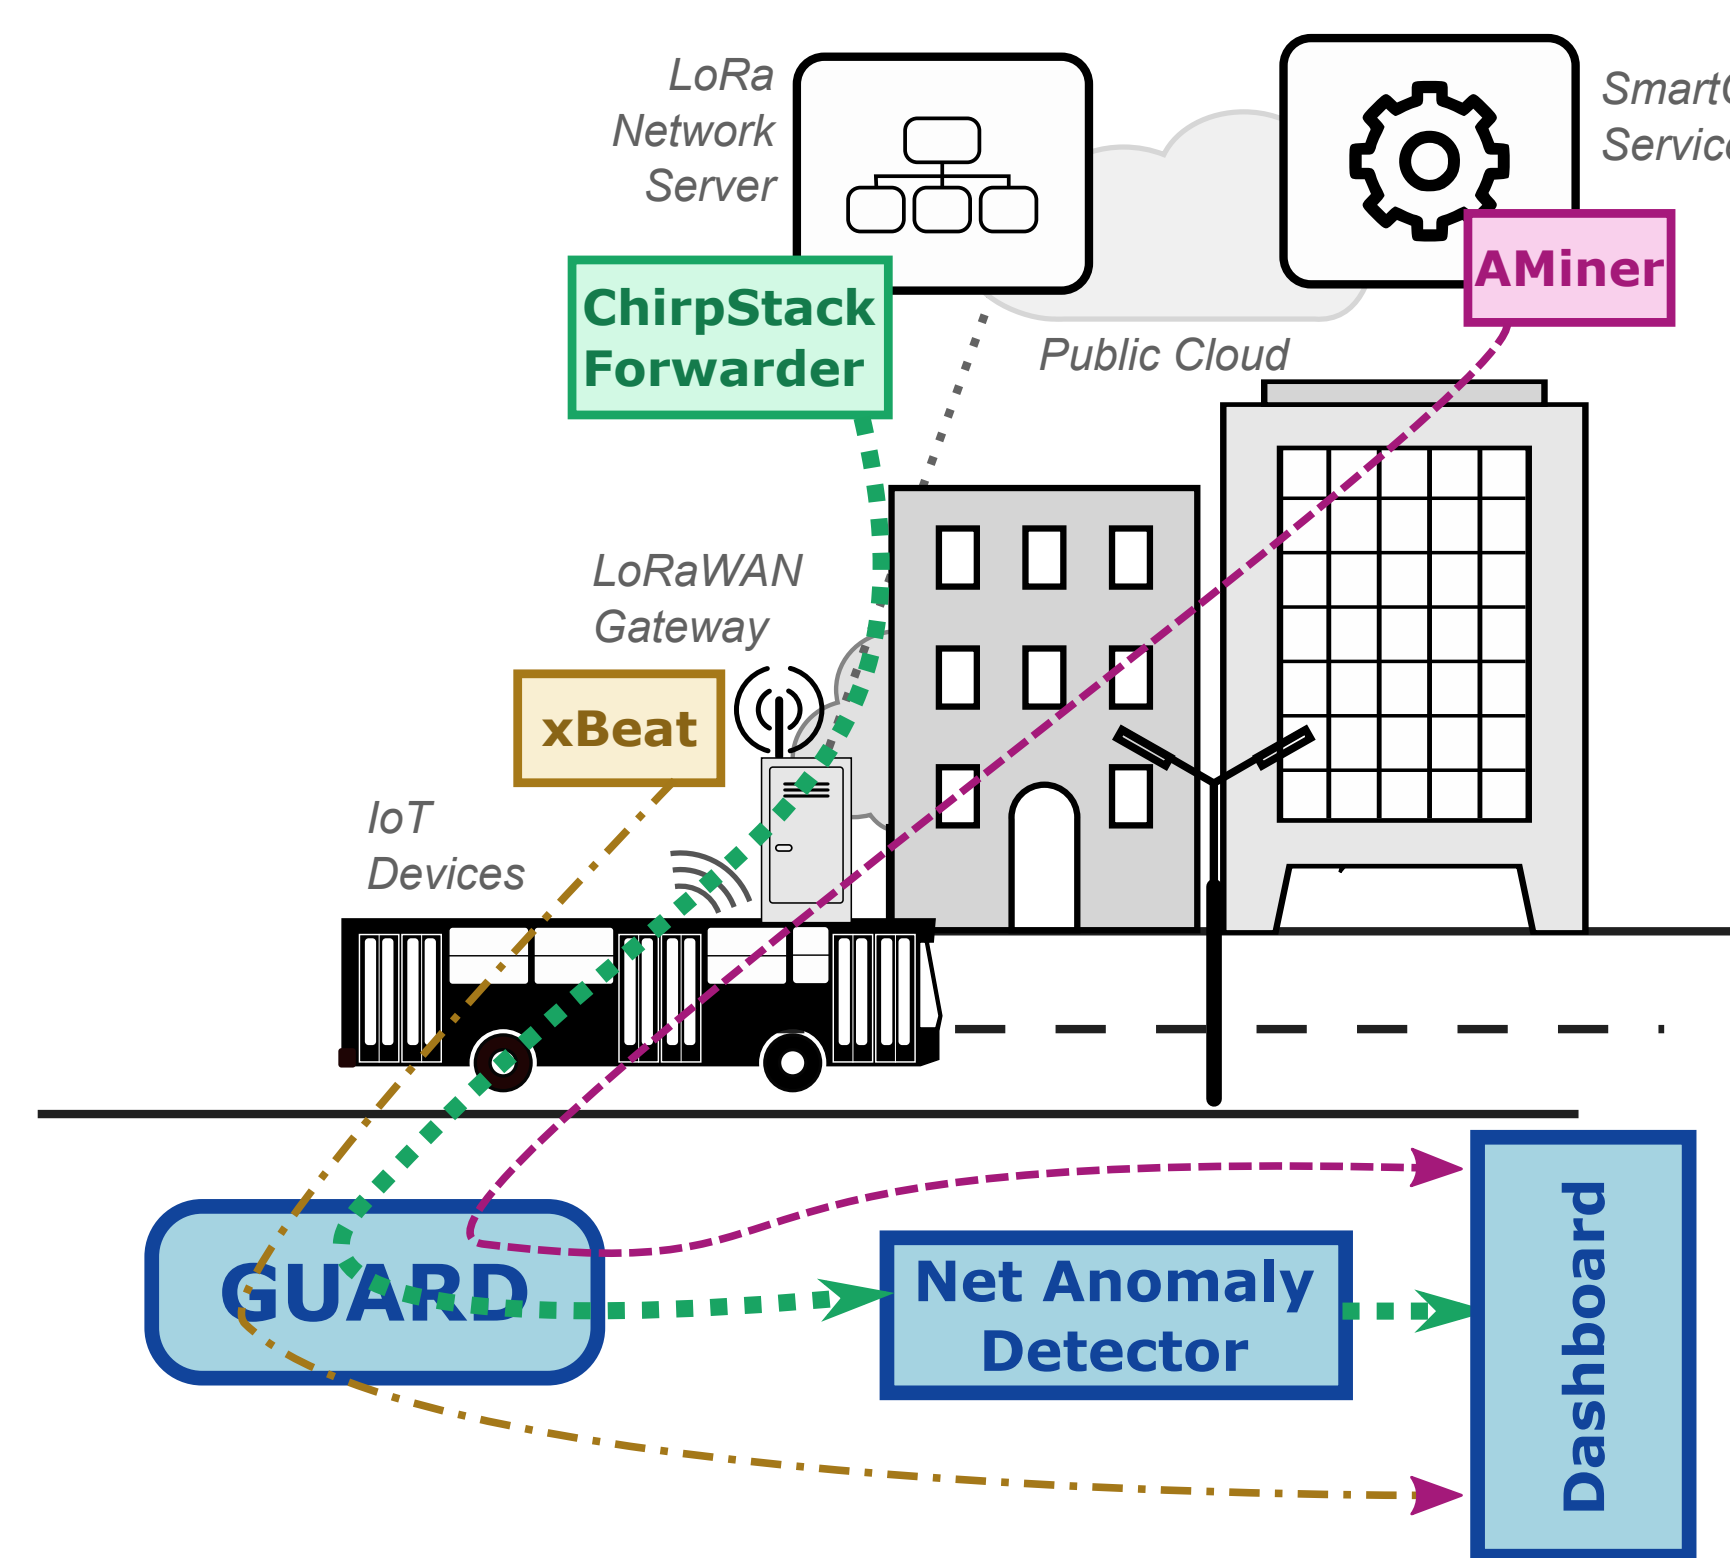 LoRa
Network
Server
ChirpStack
Forwarder
Public Cloud
AMiner
LoRaWAN
Gateway
xBeat
IoT
Devices
GUARD
Net Anomaly
Detector
Dashboard